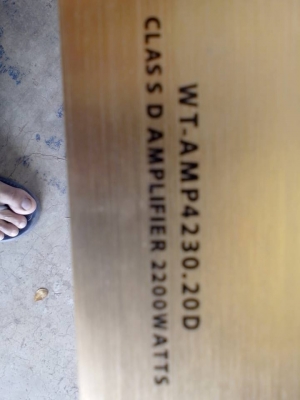 WT-AMP4230.20D
CLASS D AMPLIFIER 2200WATTS